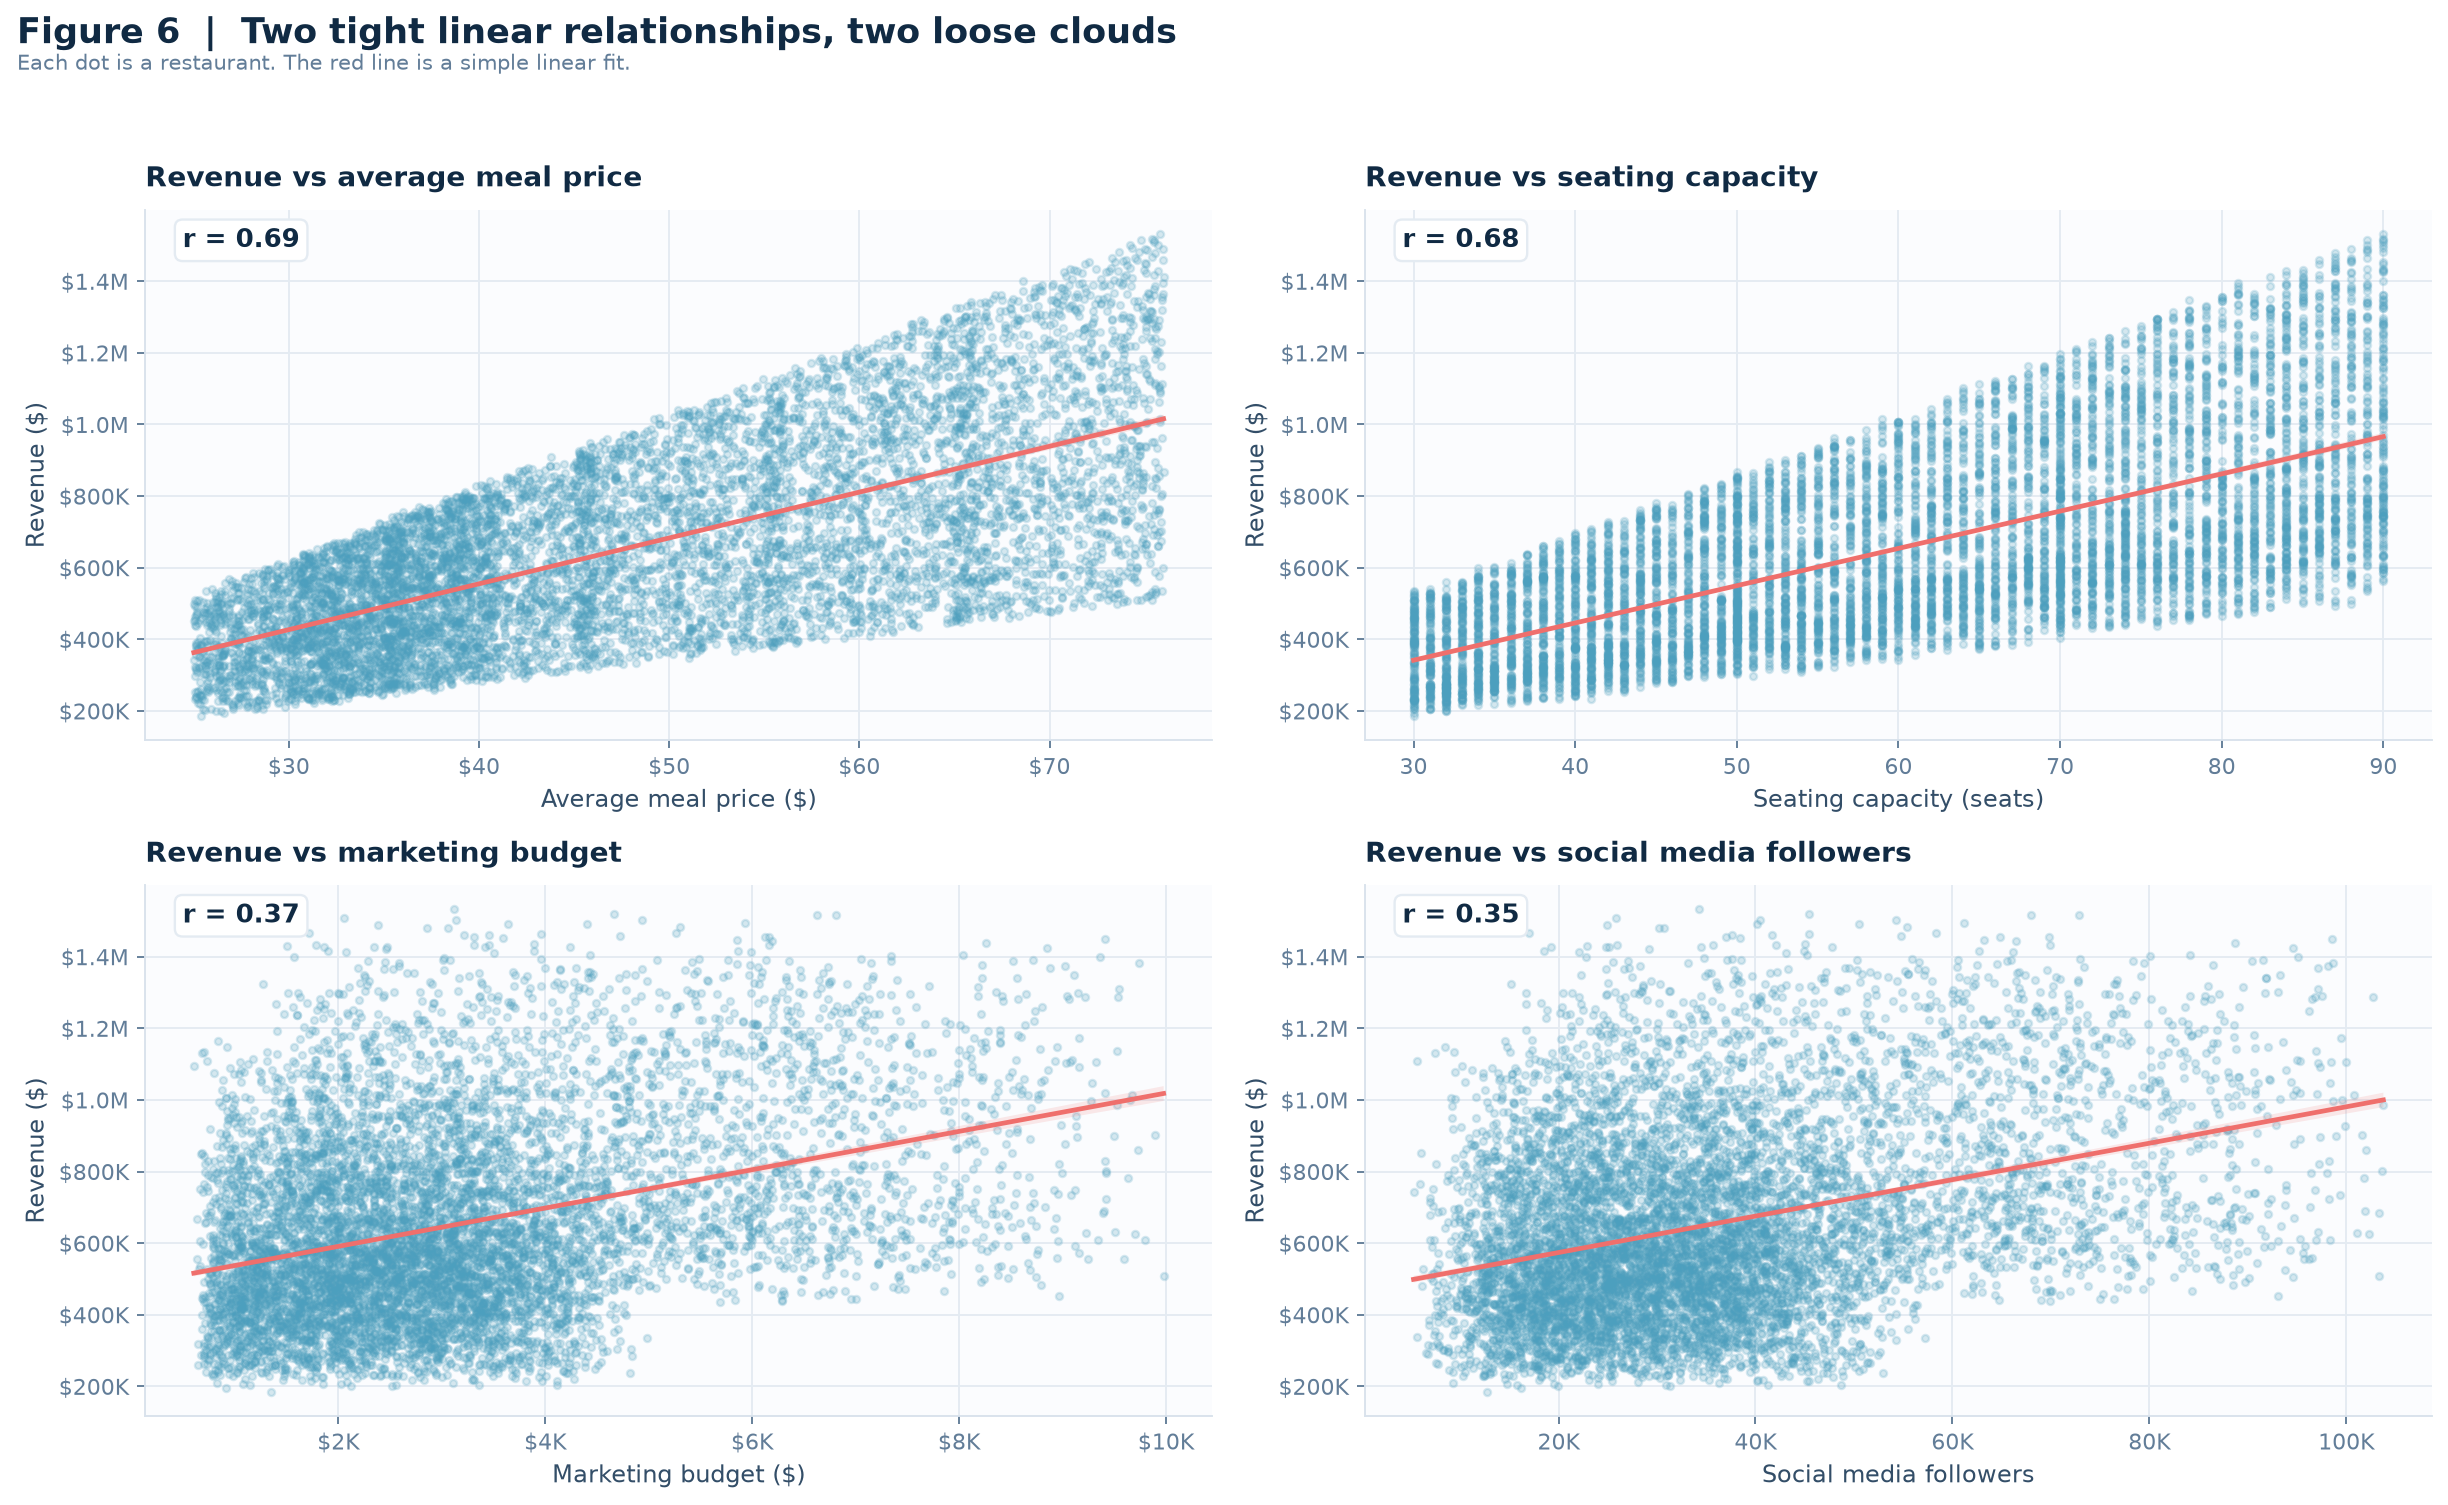 Figure 6 | Two tight linear relationships, two loose clouds
Each dot is a restaurant. The red line is a simple linear fit.
Revenue vs average meal price
r = 0.69
Revenue ($)
$1.4M
$1.2M
$1.0M
$800K
$600K
$400K
$200K
$30
$40
$50
$60
$70
Average meal price ($)
Revenue vs seating capacity
r = 0.68
Revenue ($)
$1.4M
$1.2M
$1.0M
$800K
$600K
$400K
$200K
30
40
50
60
70
80
90
Seating capacity (seats)
Revenue vs marketing budget
r = 0.37
Revenue ($)
$1.4M
$1.2M
$1.0M
$800K
$600K
$400K
$200K
$2K
$4K
$6K
$8K
$10K
Marketing budget ($)
Revenue vs social media followers
r = 0.35
Revenue ($)
$1.4M
$1.2M
$1.0M
$800K
$600K
$400K
$200K
20K
40K
60K
80K
100K
Social media followers